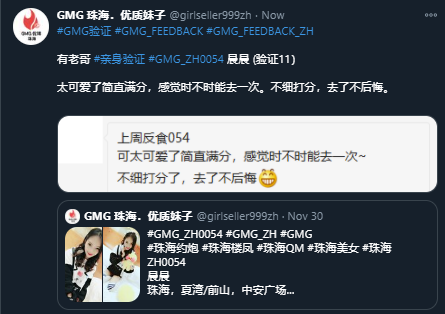 GMG 珠海．优质妹子 @girlseller999zh · Now
#GMG验证 #GMG_FEEDBACK #GMG_FEEDBACK_ZH
有老哥 #亲身验证 #GMG_ZH0054 晨晨 (验证11)
太可爱了简直满分，感觉时不时能去一次。不细打分，去了不后悔。
上周反食054
可太可爱了简直满分，感觉时不时能去一次~
不细打分了，去了不后悔😁
GMG 珠海．优质妹子 @girlseller999zh · Nov 30
#GMG_ZH0054 #GMG_ZH #GMG
#珠海约炮 #珠海楼凤 #珠海QM #珠海美女 #珠海
ZH0054
晨晨
珠海，夏湾/前山，中安广场...